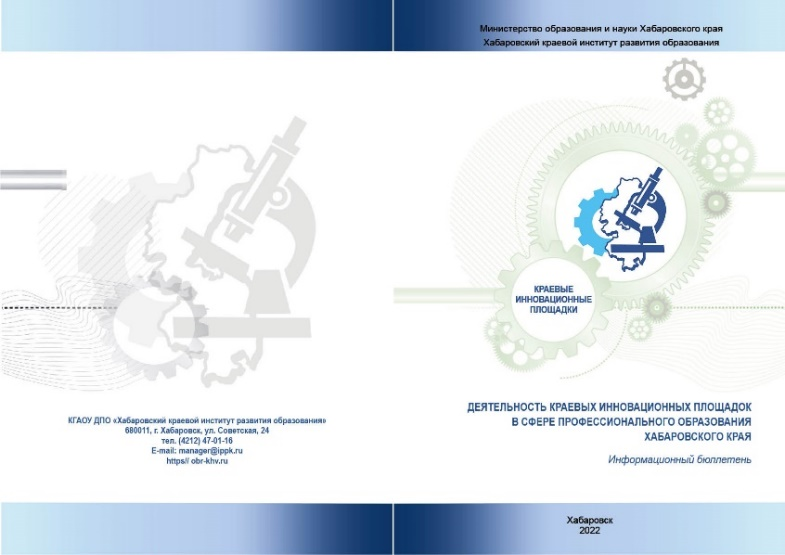 Министерство образования и науки Хабаровского края
Хабаровский краевой институт развития образования
КРАЕВЫЕ
ИННОВАЦИОННЫЕ
ПЛОЩАДКИ
ДЕЯТЕЛЬНОСТЬ КРАЕВЫХ ИННОВАЦИОННЫХ ПЛОЩАДОК
В СФЕРЕ ПРОФЕССИОНАЛЬНОГО ОБРАЗОВАНИЯ
ХАБАРОВСКОГО КРАЯ
Информационный бюллетень
Хабаровск
2022
КГАОУ ДПО «Хабаровский краевой институт развития образования»
680011, г. Хабаровск, ул. Советская, 24
тел. (4212) 47-01-16
E-mail: manager@ippk.ru
https// obr-khv.ru